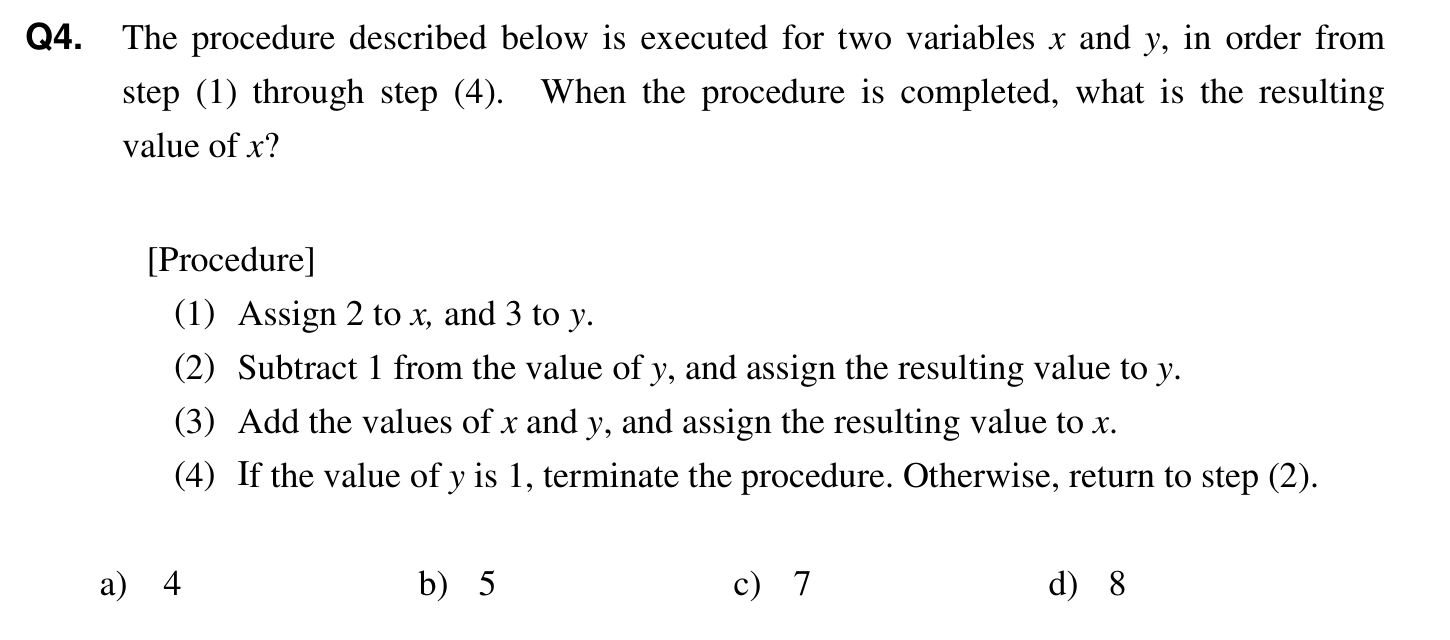 Q4. The procedure described below is executed for two variables x and y, in order from
step (1) through step (4). When the procedure is completed, what is the resulting
value of x?
[Procedure]
(1) Assign 2 to x, and 3 to y.
(2) Subtract 1 from the value of y, and assign the resulting value to y.
(3) Add the values of x and y, and assign the resulting value to x.
(4) If the value of y is 1, terminate the procedure. Otherwise, return to step (2).
a) 4 b) 5 c) 7 d) 8